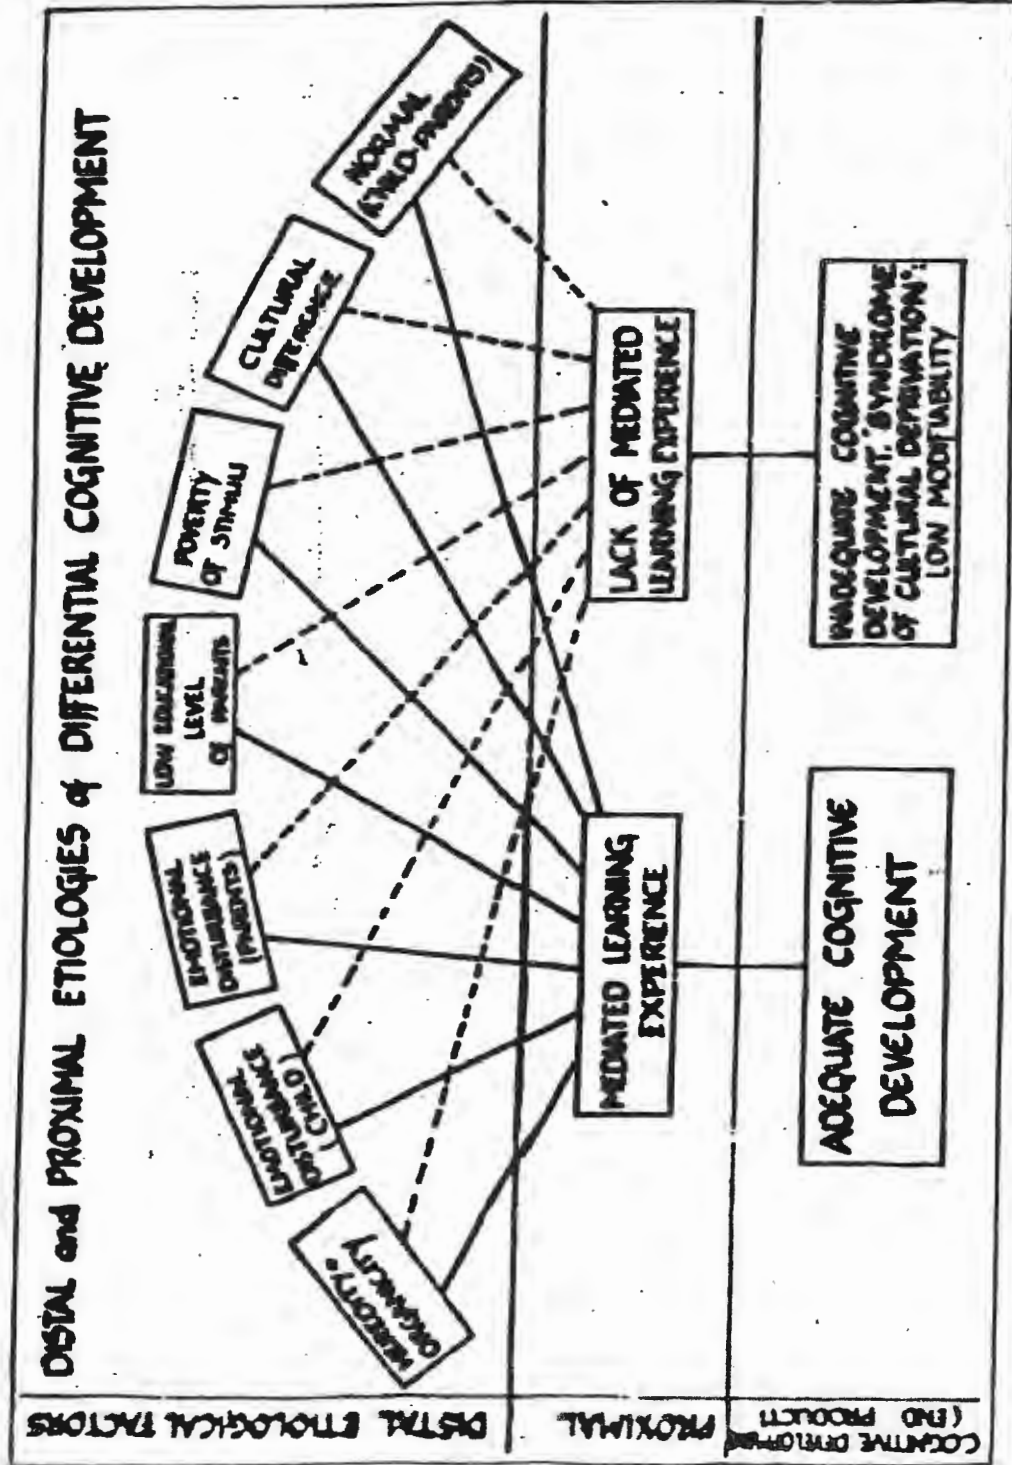 DISTAL and PROXIMAL ETIOLOGIES of DIFFERENTIAL COGNITIVE DEVELOPMENT
DISTAL ETIOLOGICAL FACTORS
HEREDITY-
ORGANICITY
EMOTIONAL
DISTURBANCE
(CHILD)
EMOTIONAL
DISTURBANCE
(PARENTS)
LOW EDUCATIONAL
LEVEL
OF PARENTS
POVERTY
OF STIMULI
CULTURAL
DIFFERENCE
NORMAL
(CHILD-PARENTS)
PROXIMAL
MEDIATED LEARNING
EXPERIENCE
LACK OF MEDIATED
LEARNING EXPERIENCE
COGNITIVE DEVELOPMENT
(END PRODUCT)
ADEQUATE COGNITIVE
DEVELOPMENT
INADEQUATE COGNITIVE
DEVELOPMENT. "SYNDROME
OF CULTURAL DEPRIVATION":
LOW MODIFIABILITY